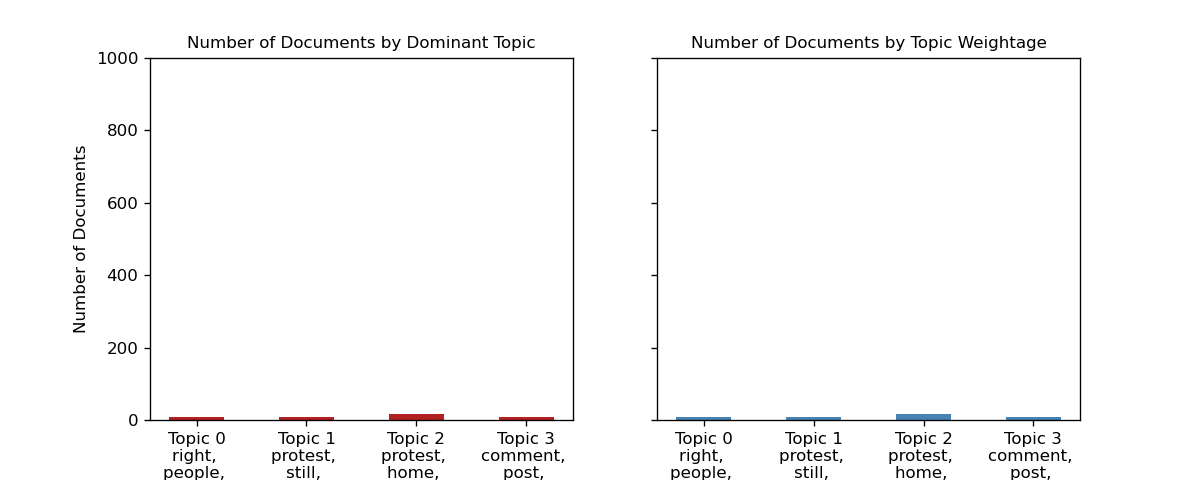 Number of Documents by Dominant Topic
Number of Documents
1000
800
600
400
200
0
Topic 0
right,
people,
Topic 1
protest,
still,
Topic 2
protest,
home,
Topic 3
comment,
post,
Number of Documents by Topic Weightage
Topic 0
right,
people,
Topic 1
protest,
still,
Topic 2
protest,
home,
Topic 3
comment,
post,